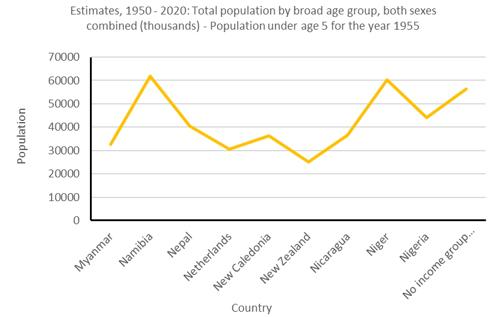 Estimates, 1950 - 2020: Total population by broad age group, both sexes
combined (thousands) - Population under age 5 for the year 1955
70000
60000
50000
40000
30000
20000
10000
0
Population
Myanmar
Namibia
Nepal
Netherlands
New Caledonia
New Zealand
Nicaragua
Niger
Nigeria
No income group...
Country